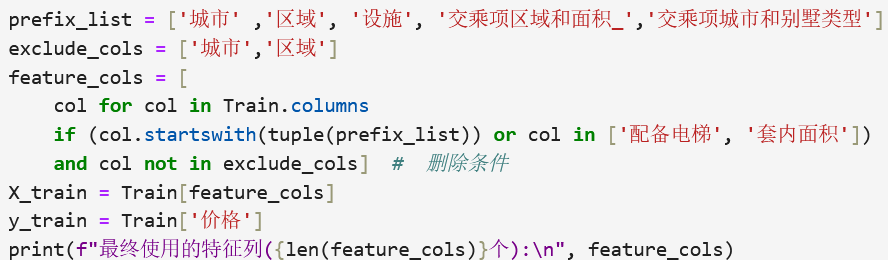 prefix_list = ['城市' ,'区域', '设施', '交乘项区域和面积_','交乘项城市和别墅类型']
exclude_cols = ['城市','区域']
feature_cols = [
    col for col in Train.columns
    if (col.startswith(tuple(prefix_list)) or col in ['配备电梯', '套内面积'])
    and col not in exclude_cols]  #  删除条件
X_train = Train[feature_cols]
y_train = Train['价格']
print(f"最终使用的特征列({len(feature_cols)}个):\n", feature_cols)